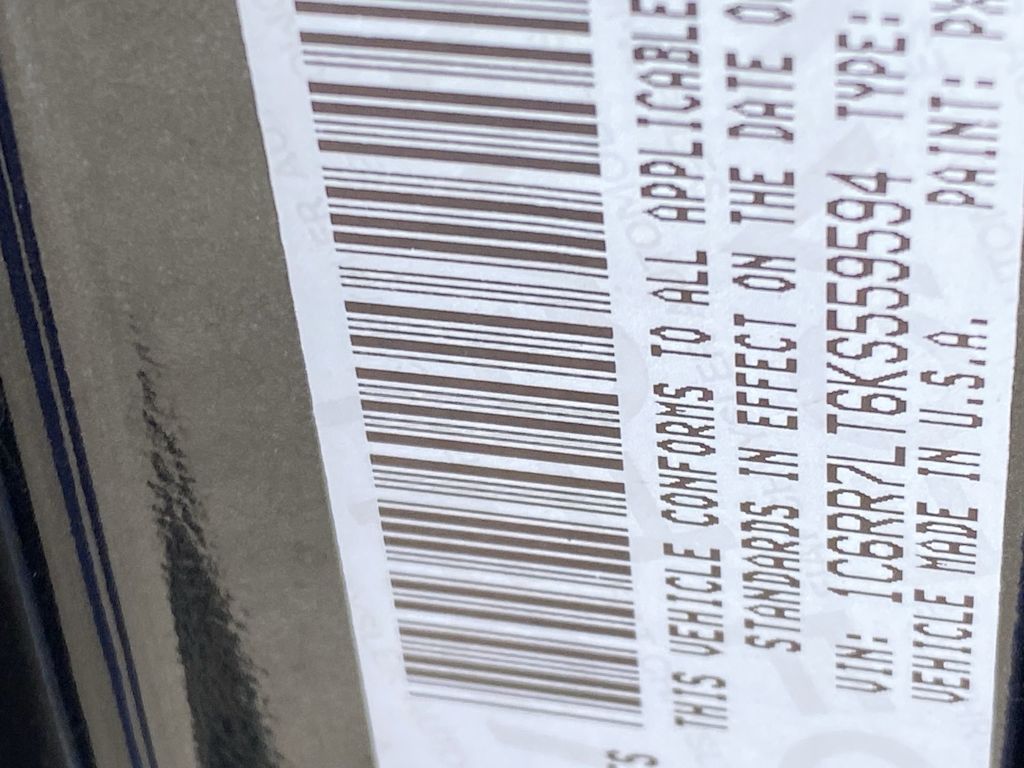 THIS VEHICLE CONFORMS TO ALL APPLICABLE
STANDARDS IN EFFECT ON THE DATE
VIN: 1C6RR7LT6KS559594 TYPE:
VEHICLE MADE IN U.S.A. PAINT: